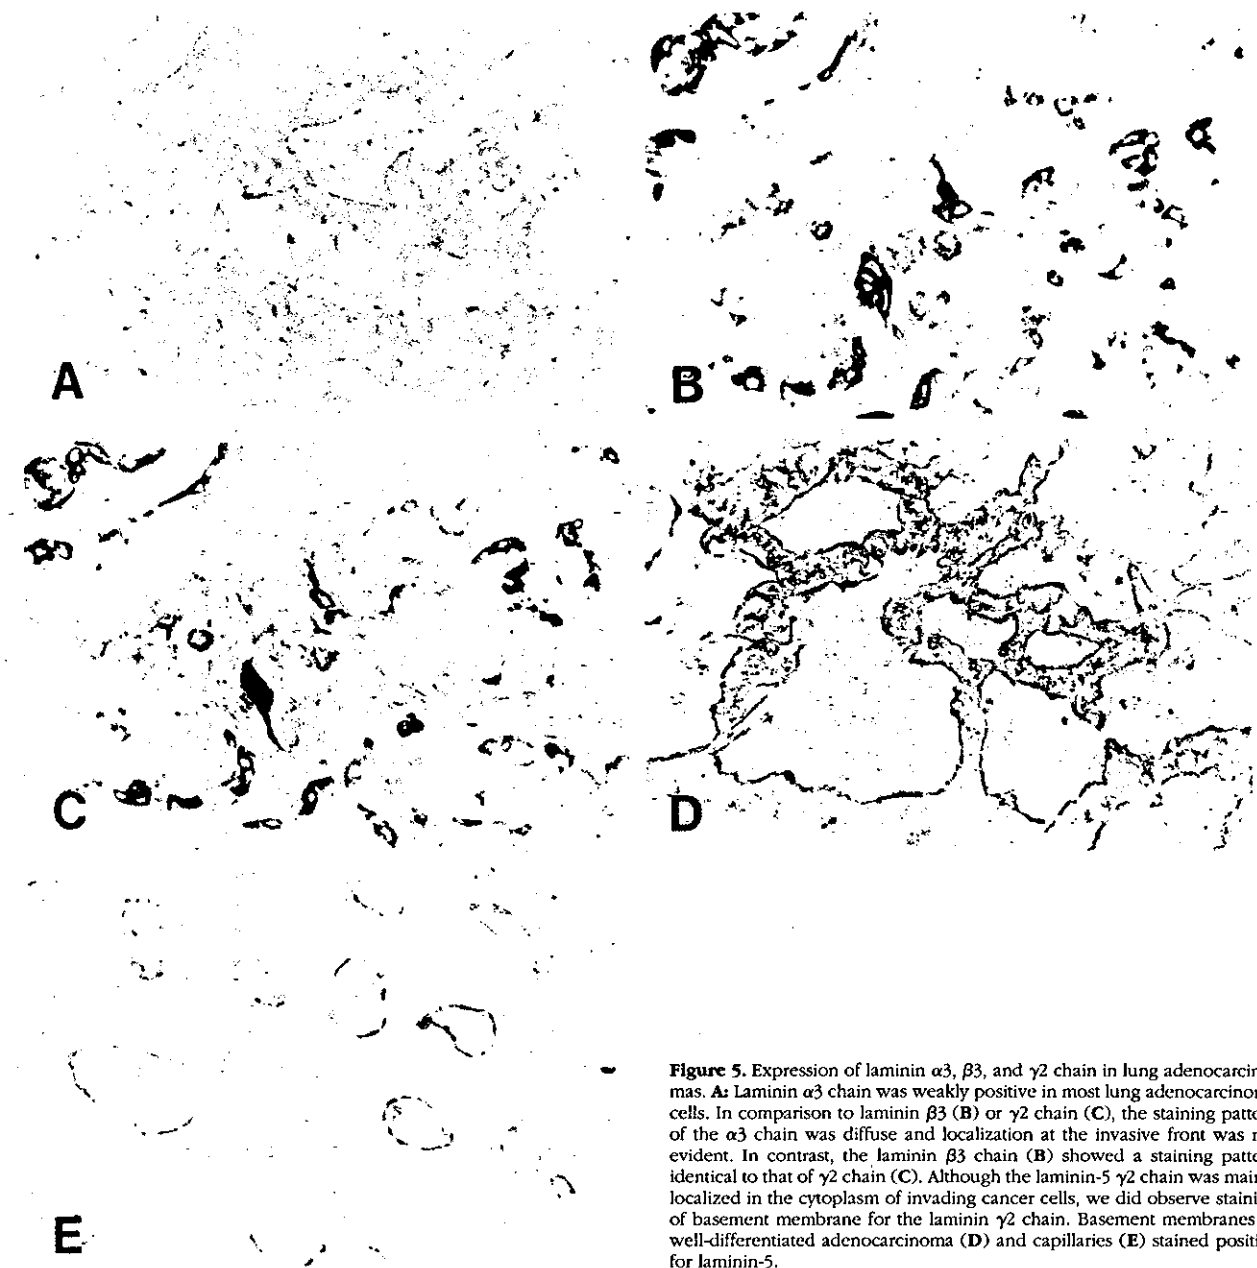 A
B
C
D
E
Figure 5. Expression of laminin α3, β3, and γ2 chain in lung adenocarcin
mas. A: Laminin α3 chain was weakly positive in most lung adenocarcino
cells. In comparison to laminin β3 (B) or γ2 chain (C), the staining patte
of the α3 chain was diffuse and localization at the invasive front was n
evident. In contrast, the laminin β3 chain (B) showed a staining patte
identical to that of γ2 chain (C). Although the laminin-5 γ2 chain was main
localized in the cytoplasm of invading cancer cells, we did observe staini
of basement membrane for the laminin γ2 chain. Basement membranes
well-differentiated adenocarcinoma (D) and capillaries (E) stained positi
for laminin-5.